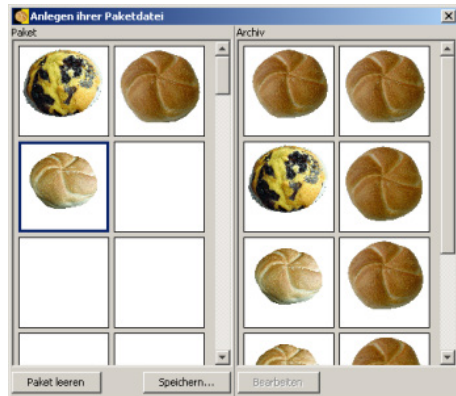 Anlegen ihrer Paketdatei
Paket
Archiv
Paket leeren
Speichern...
Bearbeiten